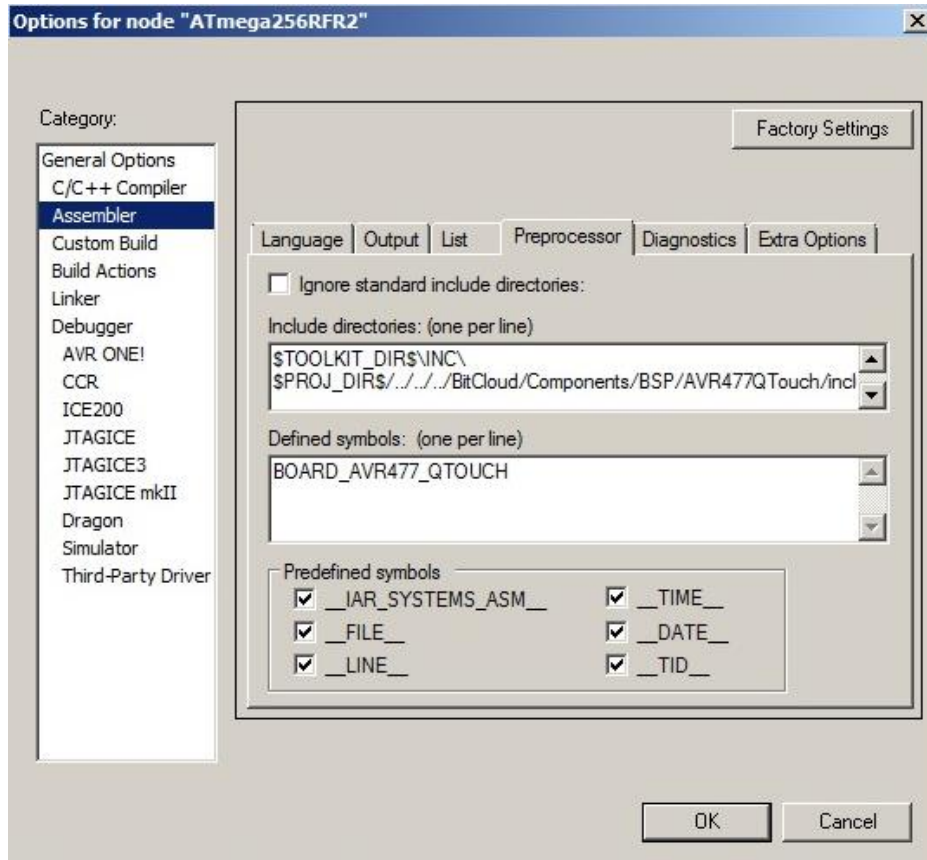 Options for node "ATmega256RFR2"
Category:
General Options
C/C++ Compiler
Assembler
Custom Build
Build Actions
Linker
Debugger
AVR ONE!
CCR
ICE200
JTAGICE
JTAGICE3
JTAGICE mkII
Dragon
Simulator
Third-Party Driver
Factory Settings
Language Output List Preprocessor Diagnostics Extra Options
Ignore standard include directories:
Include directories: (one per line)
$TOOLKIT_DIR$\INC\
$PROJ_DIR$/../../../BitCloud/Components/BSP/AVR477QTouch/incl
Defined symbols: (one per line)
BOARD_AVR477_QTOUCH
Predefined symbols
__IAR_SYSTEMS_ASM__ __TIME__
__FILE__ __DATE__
__LINE__ __TID__
OK Cancel